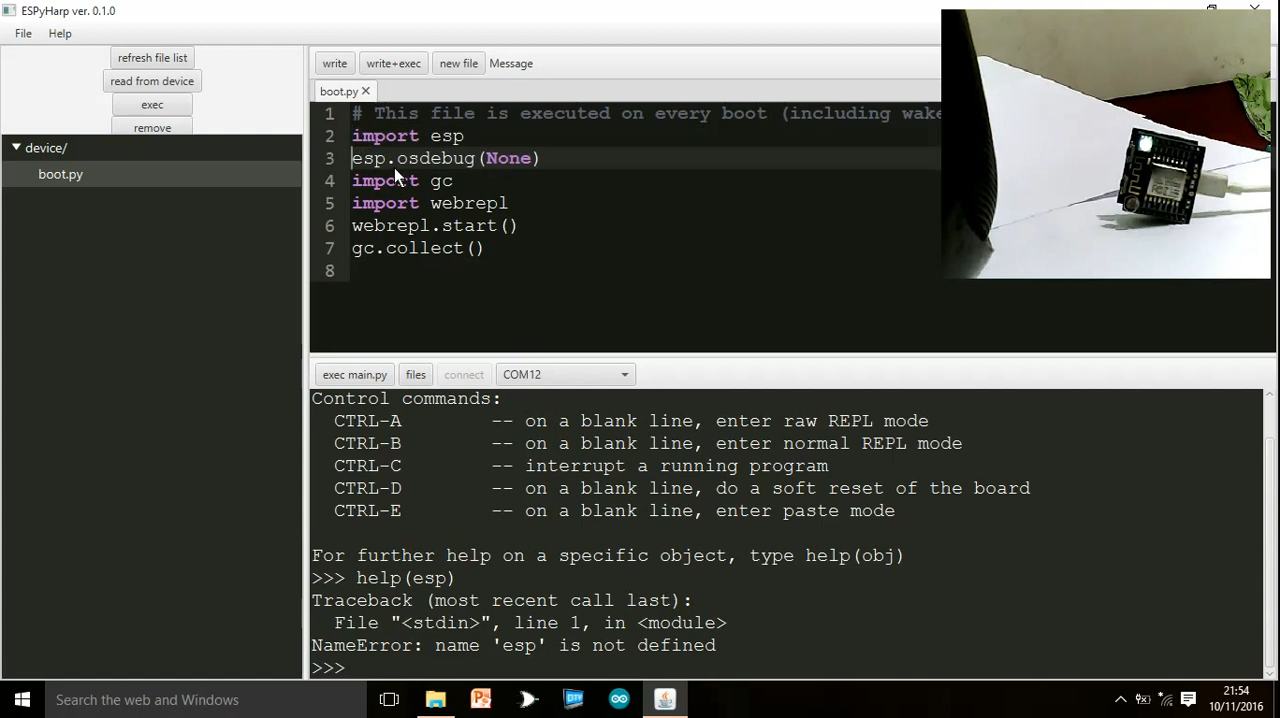 ESPyHarp ver. 0.1.0
File Help
refresh file list
read from device
exec
remove
device/
boot.py
write write+exec new file Message
boot.py
1 # This file is executed on every boot (including wake
2 import esp
3 esp.osdebug(None)
4 import gc
5 import webrepl
6 webrepl.start()
7 gc.collect()
8
exec main.py files connect COM12
Control commands:
CTRL-A -- on a blank line, enter raw REPL mode
CTRL-B -- on a blank line, enter normal REPL mode
CTRL-C -- interrupt a running program
CTRL-D -- on a blank line, do a soft reset of the board
CTRL-E -- on a blank line, enter paste mode
For further help on a specific object, type help(obj)
>>> help(esp)
Traceback (most recent call last):
File "<stdin>", line 1, in <module>
NameError: name 'esp' is not defined
>>>
Search the web and Windows
21:54
10/11/2016